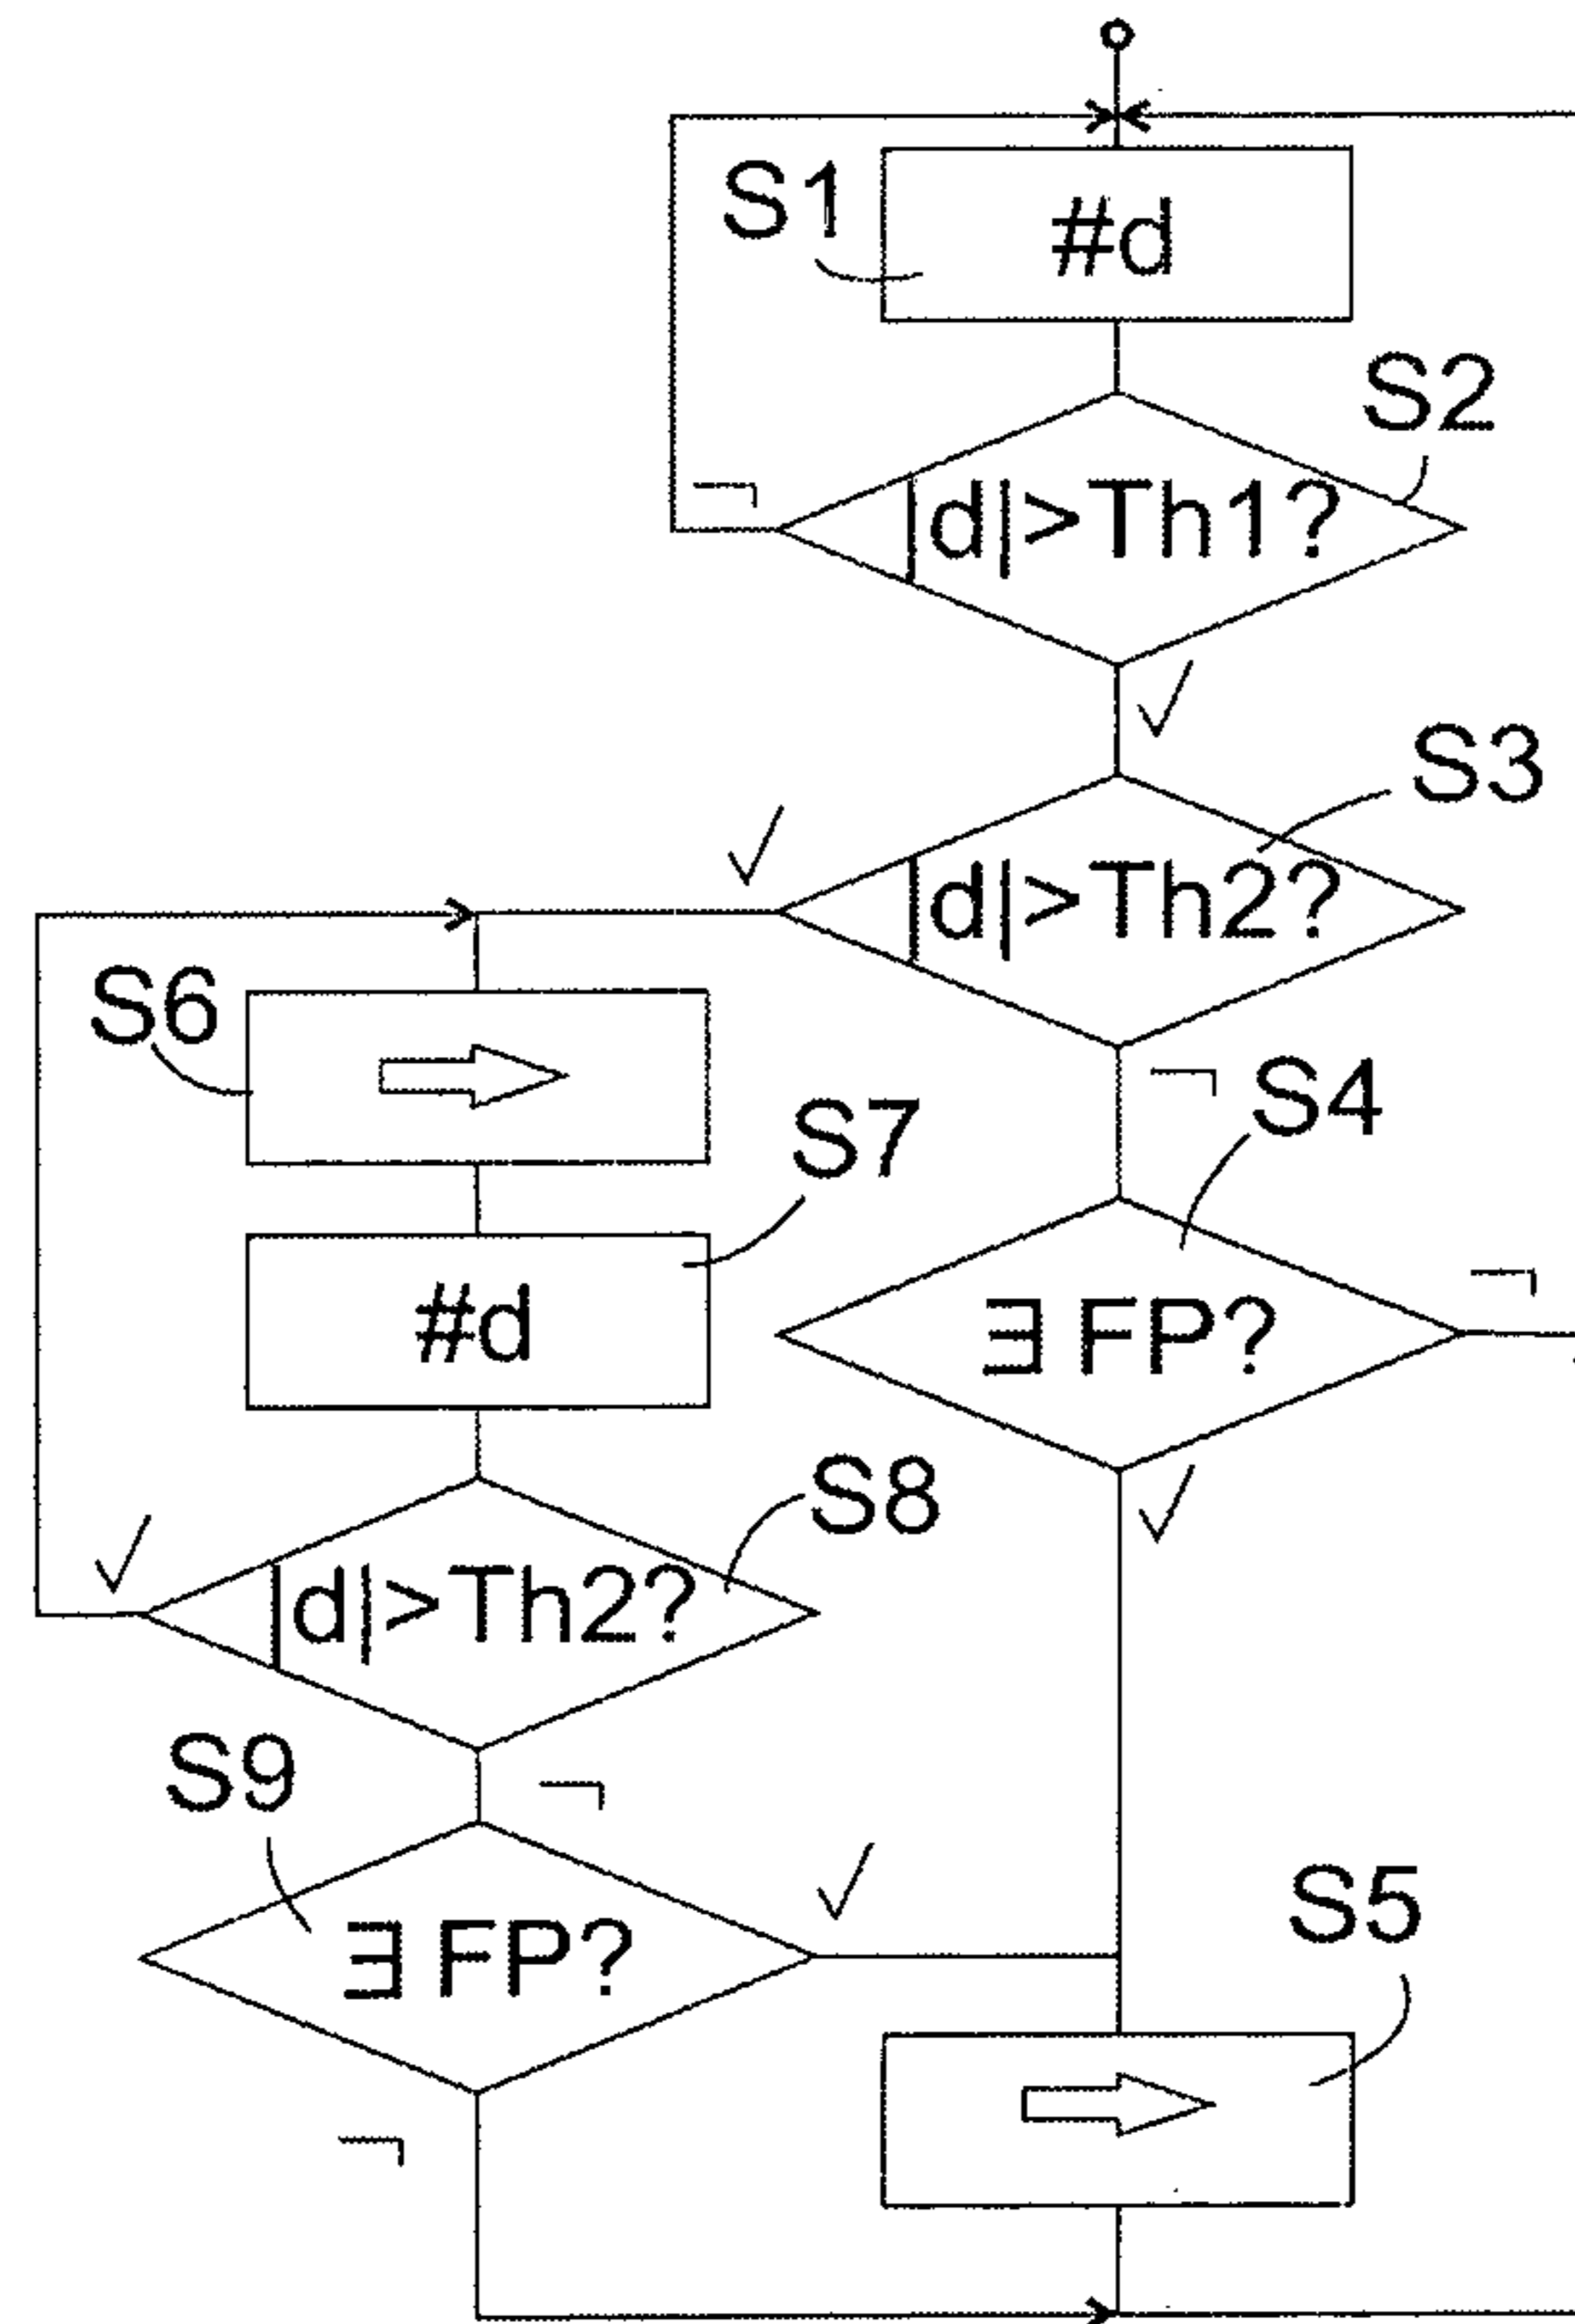 S1
#d
S2
|d|>Th1?
¬
✓
S3
✓
|d|>Th2?
S6
¬
S4
S7
#d
¬
∃ FP?
S8
✓
✓
|d|>Th2?
S9
¬
✓
S5
∃ FP?
¬